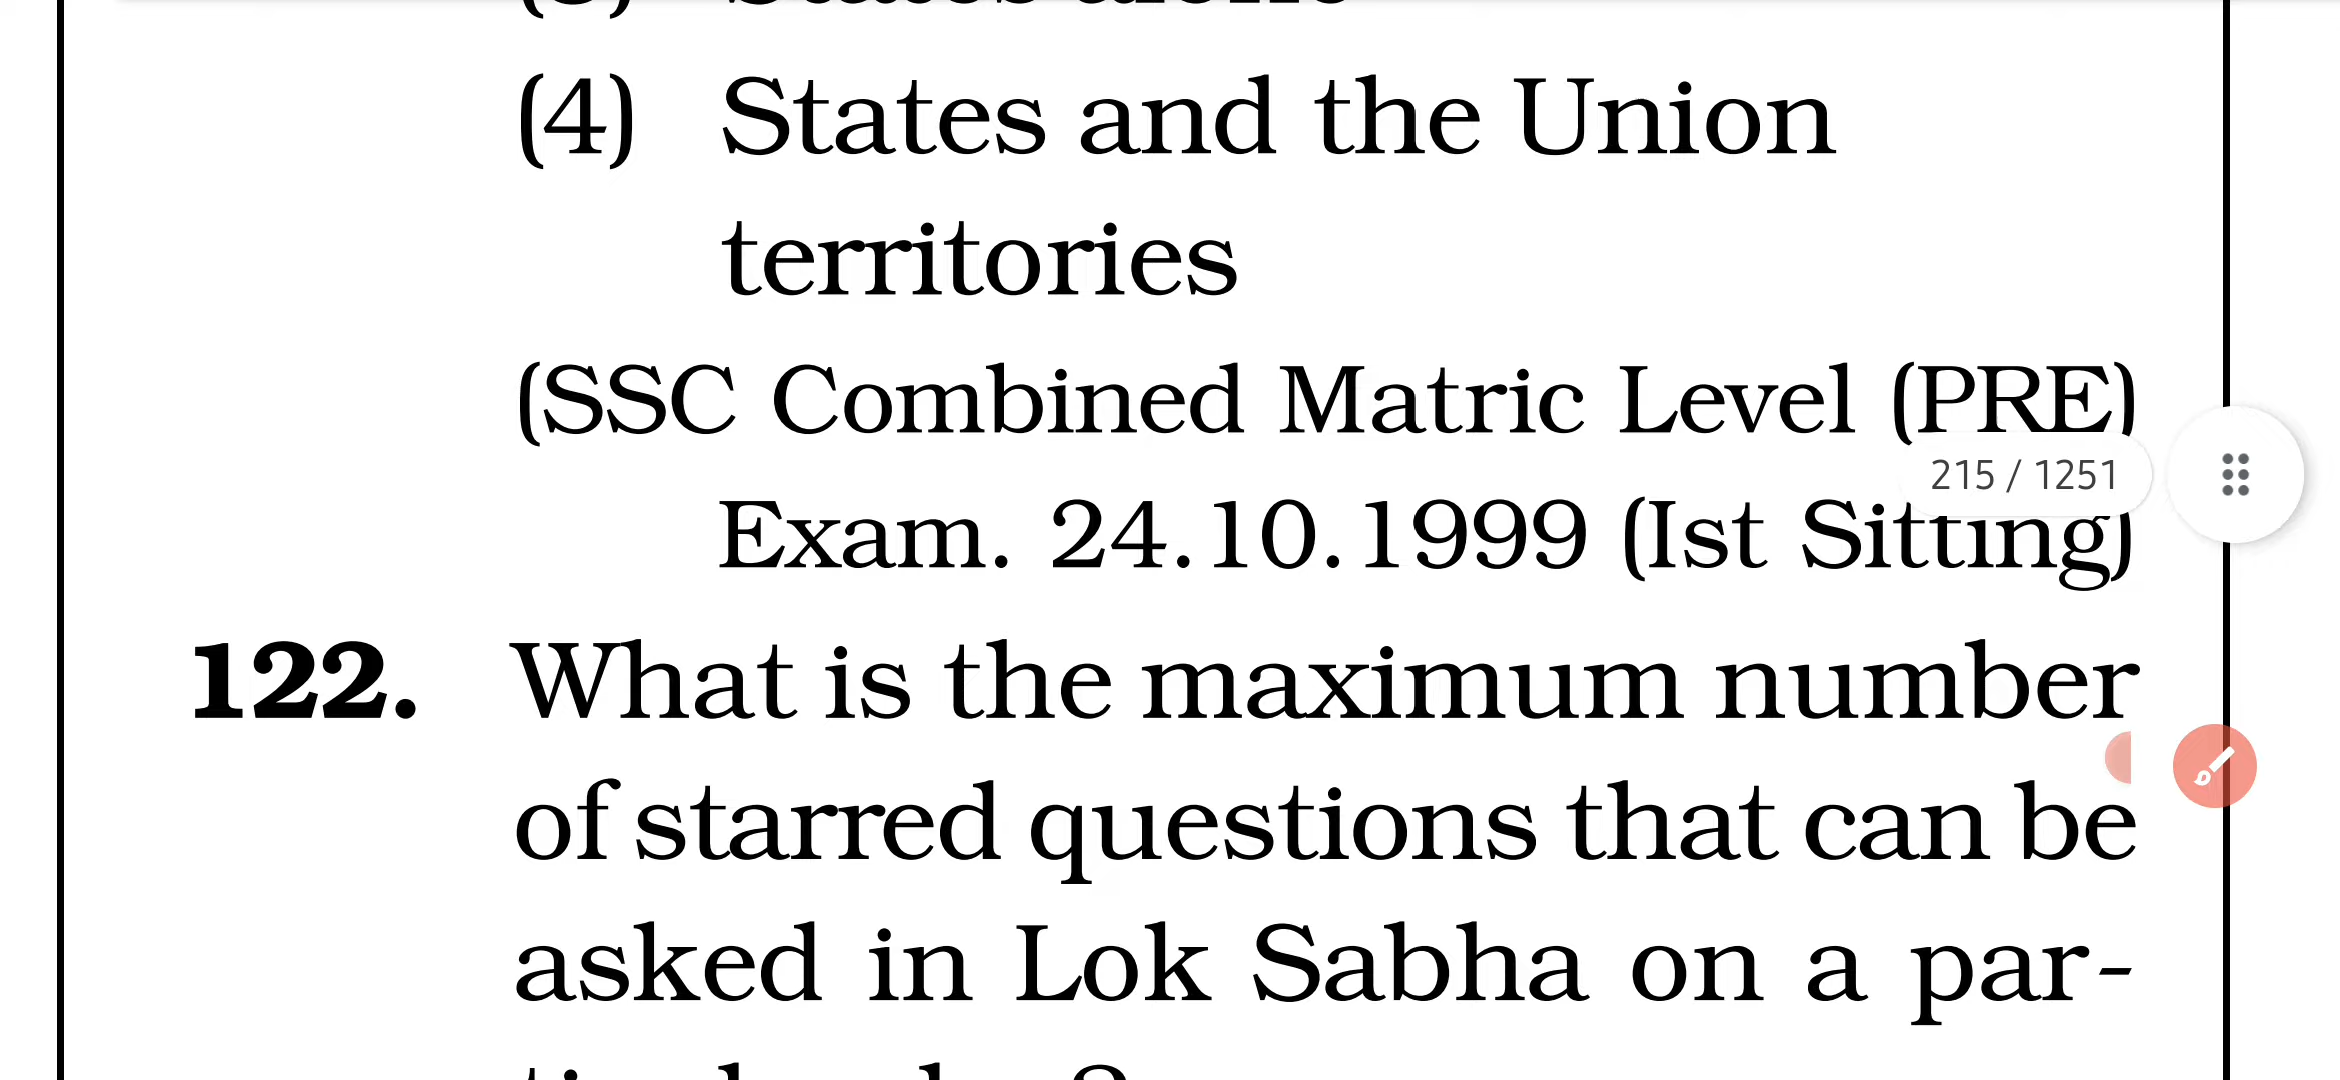 (4) States and the Union
territories
(SSC Combined Matric Level (PRE)
215 / 1251
Exam. 24.10.1999 (Ist Sitting)
122. What is the maximum number
of starred questions that can be
asked in Lok Sabha on a par-